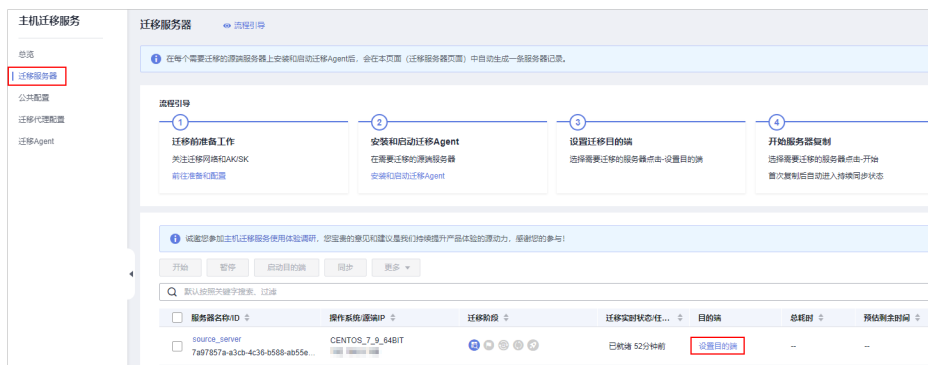 主机迁移服务
总览
迁移服务器
公共配置
迁移代理配置
迁移Agent
迁移服务器 流程引导
在每个需要迁移的源端服务器上安装和启动迁移Agent后，会在本页面（迁移服务器页面）中自动生成一条服务器记录。
流程引导
1 2 3 4
迁移前准备工作 安装和启动迁移Agent 设置迁移目的端 开始服务器复制
关注迁移网络和AK/SK 在需要迁移的源端服务器 选择需要迁移的服务器点击-设置目的端 选择需要迁移的服务器点击-开始
前往准备和配置 安装和启动迁移Agent 首次复制后自动进入持续同步状态
诚邀您参加主机迁移服务使用体验调研，您宝贵的意见和建议是我们持续提升产品体验的源动力，感谢您的参与！
开始 暂停 启动目的端 同步 更多
默认按照关键字搜索、过滤
服务器名称/ID 操作系统/源端IP 迁移阶段 迁移实时状态/任... 目的端 总耗时 预估剩余时间
source_server CENTOS_7_9_64BIT 已就绪 52分钟前 设置目的端 -- --
7a97857a-a3cb-4c36-b588-ab55e...